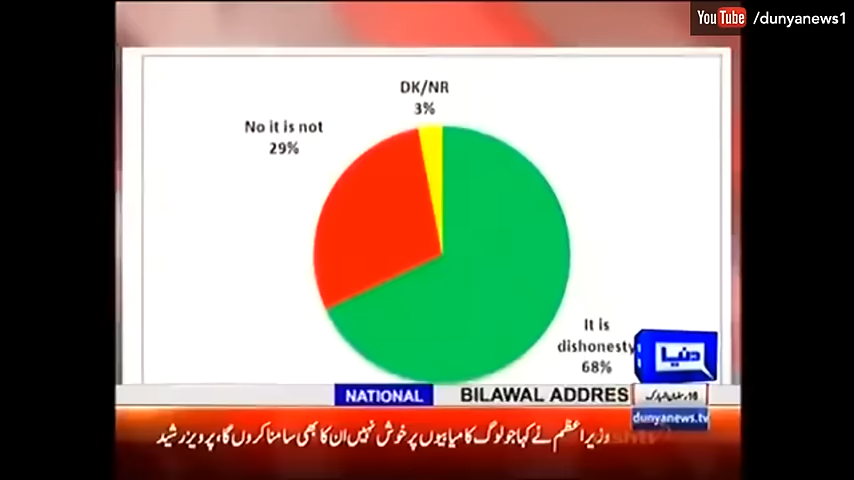 YouTube /dunyanews1
DK/NR
3%
No it is not
29%
It is
dishonesty
68%
دنیا
NATIONAL
BILAWAL ADDRES
dunyanews.tv
وزیراعظم نے کہا جو لوگ کامیابیوں پر خوش نہیں ان کا بھی سامنا کروں گا، پرویز رشید